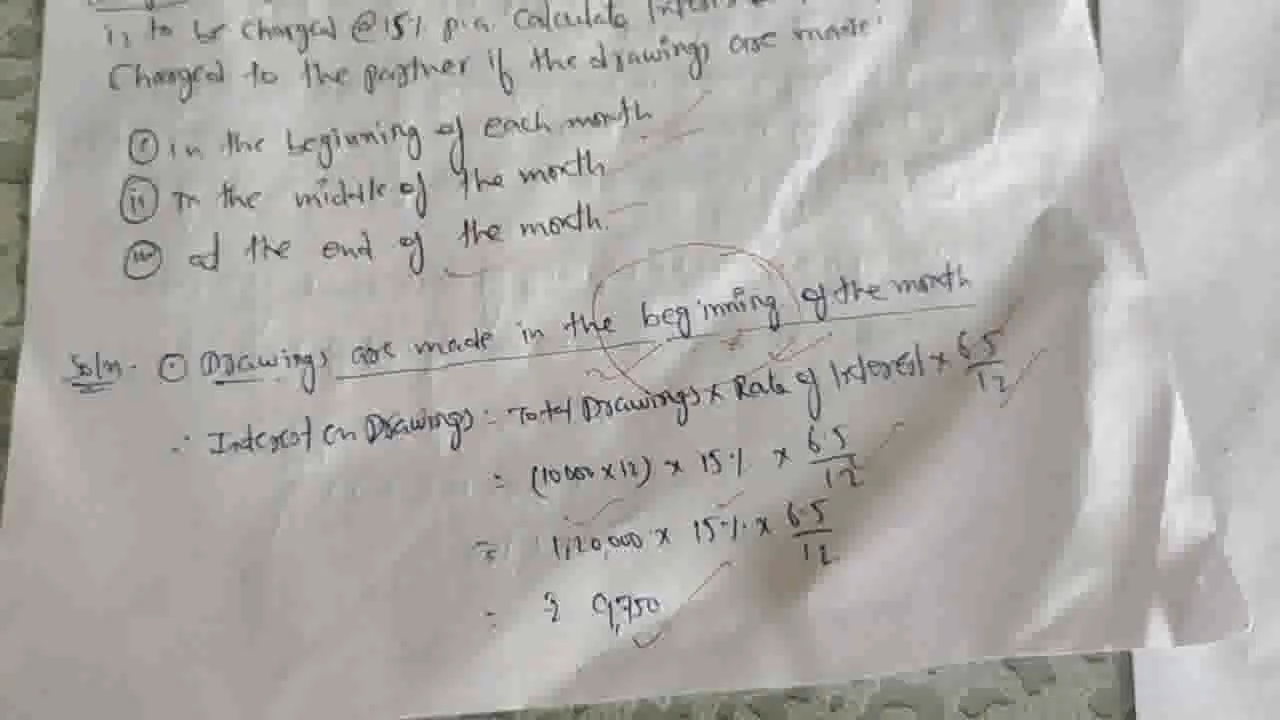 is to be charged @ 15% p.a. Calculate
Charged to the partner if the drawings are made
(i) in the beginning of each month
(ii) In the middle of the month
(iii) at the end of the month.
Soln. (i) Drawings are made in the beginning of the month
∴ Interest on Drawings = Total Drawings × Rate of Interest × 6.5/12
= (10000 × 12) × 15% × 6.5/12
= 1,20,000 × 15% × 6.5/12
= ₹ 9,750